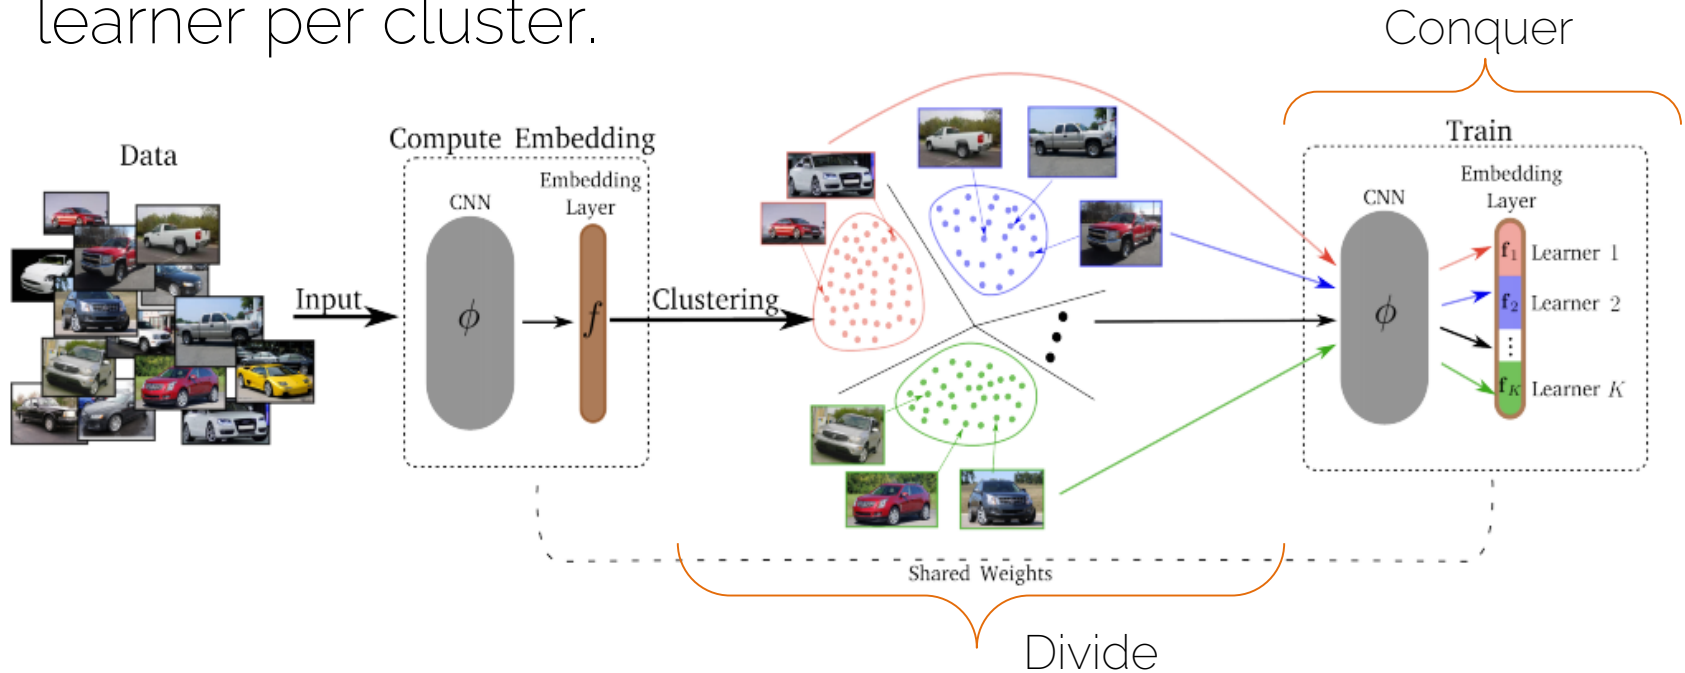 learner per cluster.
Conquer
Data
Compute Embedding
CNN
Embedding
Layer
ϕ
f
Input
Clustering
Train
CNN
Embedding
Layer
ϕ
f1
Learner 1
f2
Learner 2
⋮
fK
Learner K
Shared Weights
Divide